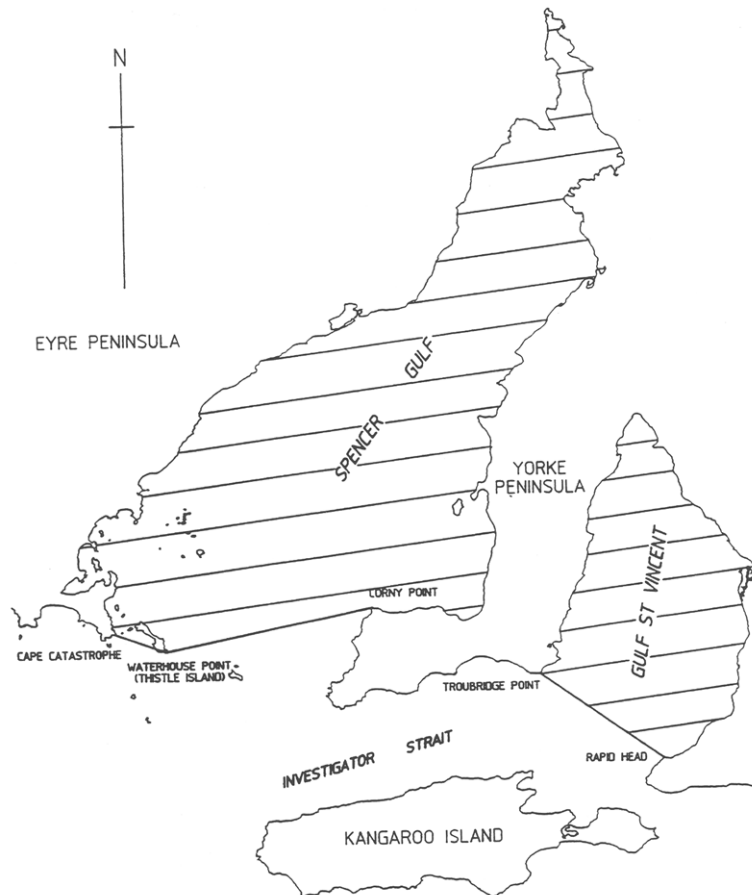 N
EYRE PENINSULA
SPENCER GULF
YORKE
PENINSULA
GULF ST VINCENT
CORNY POINT
CAPE CATASTROPHE
WATERHOUSE POINT
(THISTLE ISLAND)
TROUBRIDGE POINT
INVESTIGATOR STRAIT
RAPID HEAD
KANGAROO ISLAND